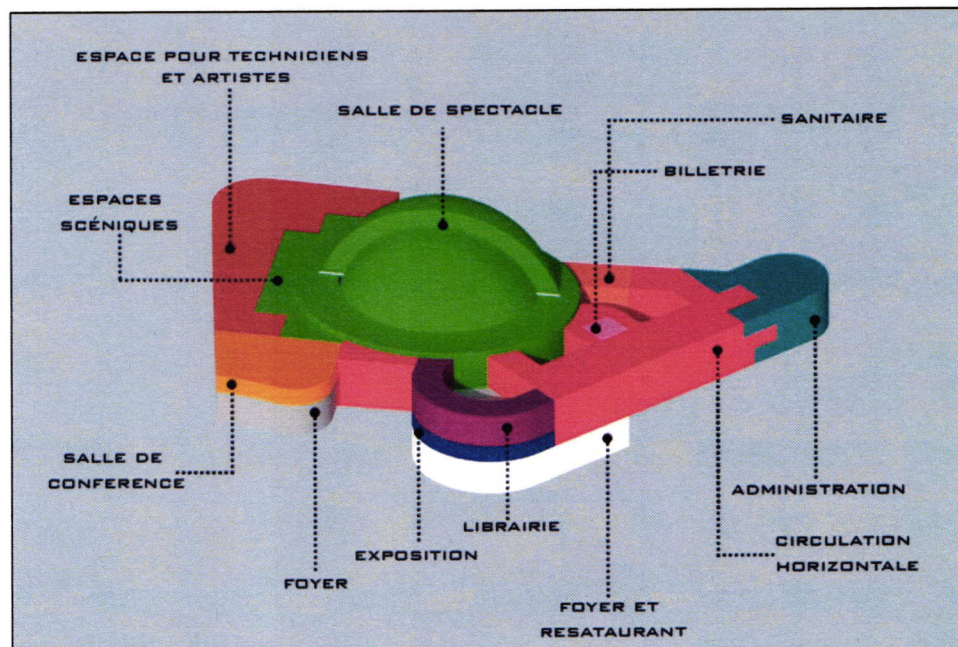 ESPACE POUR TECHNICIENS
ET ARTISTES
SALLE DE SPECTACLE
SANITAIRE
BILLETRIE
ESPACES
SCÉNIQUES
SALLE DE
CONFERENCE
FOYER
EXPOSITION
LIBRAIRIE
FOYER ET
RESATAURANT
ADMINISTRATION
CIRCULATION
HORIZONTALE